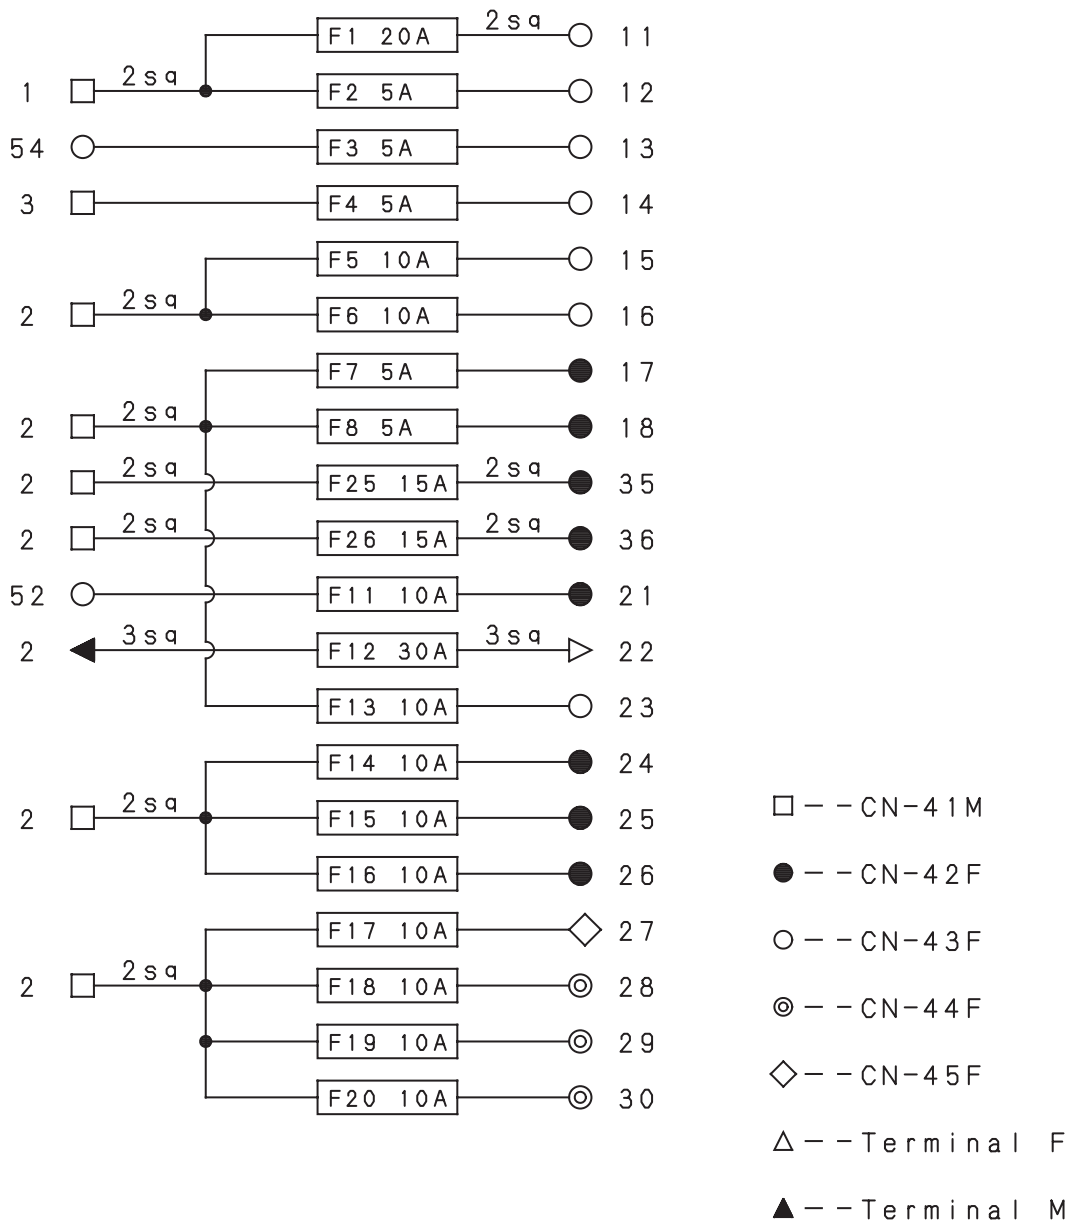 F1 20A 2sq 11
1 2sq F2 5A 12
54 F3 5A 13
3 F4 5A 14
F5 10A 15
2 2sq F6 10A 16
F7 5A 17
2 2sq F8 5A 18
2 2sq F25 15A 2sq 35
2 2sq F26 15A 2sq 36
52 F11 10A 21
2 3sq F12 30A 3sq 22
F13 10A 23
F14 10A 24
2 2sq F15 10A 25
F16 10A 26
F17 10A 27
2 2sq F18 10A 28
F19 10A 29
F20 10A 30
CN-41M
CN-42F
CN-43F
CN-44F
CN-45F
Terminal F
Terminal M